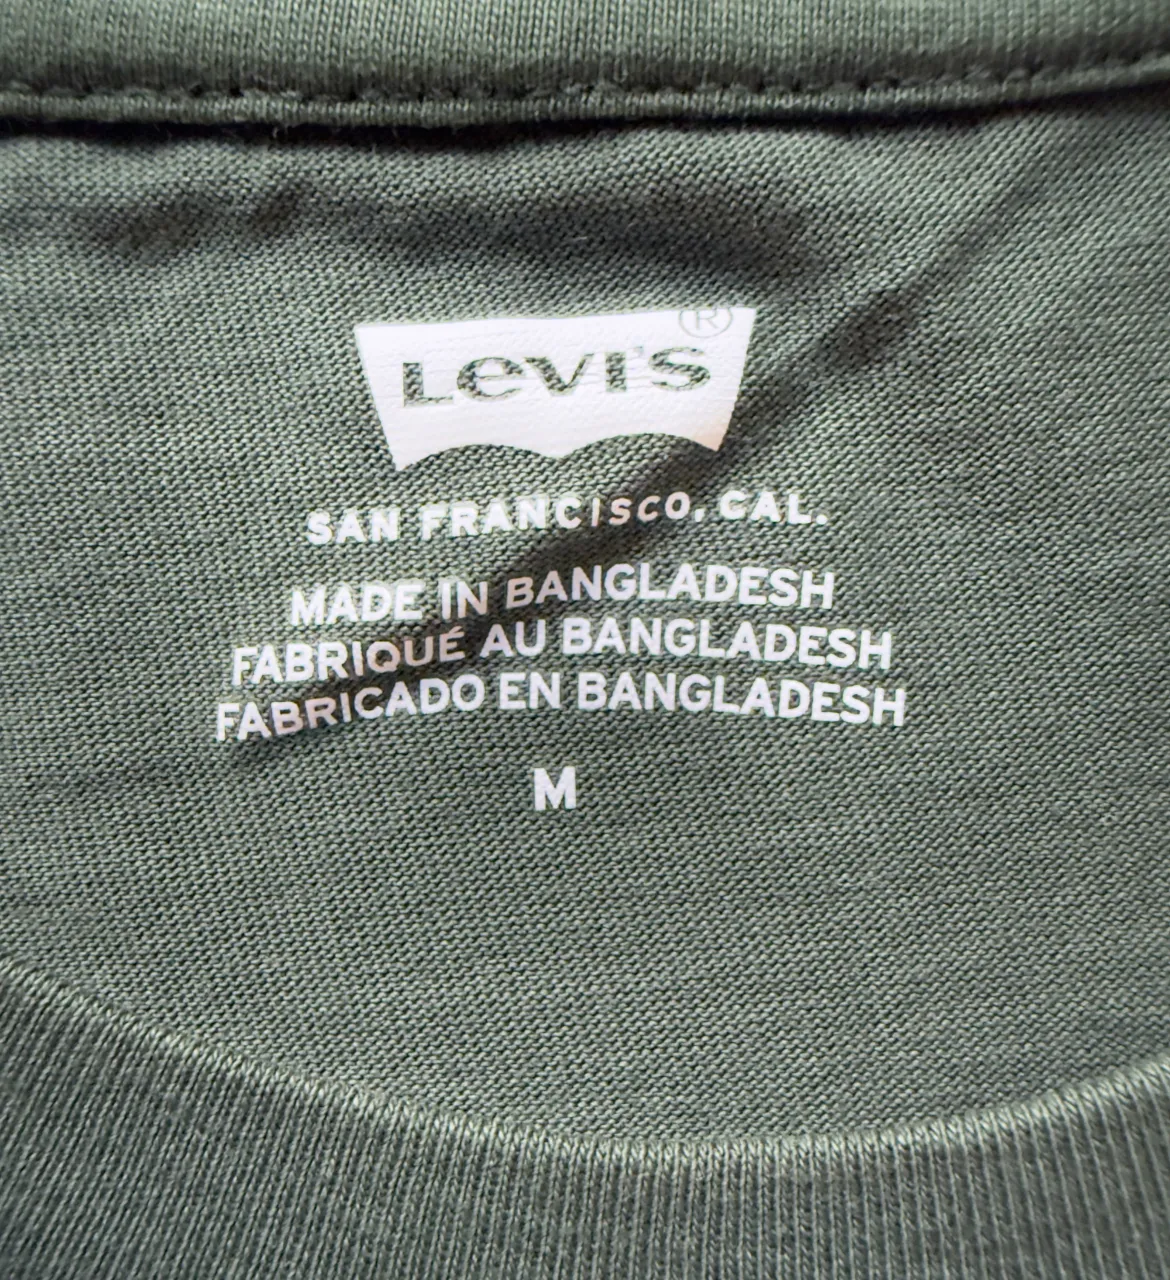 Levi's ®
SAN FRANCISCO, CAL.
MADE IN BANGLADESH
FABRIQUÉ AU BANGLADESH
FABRICADO EN BANGLADESH
M